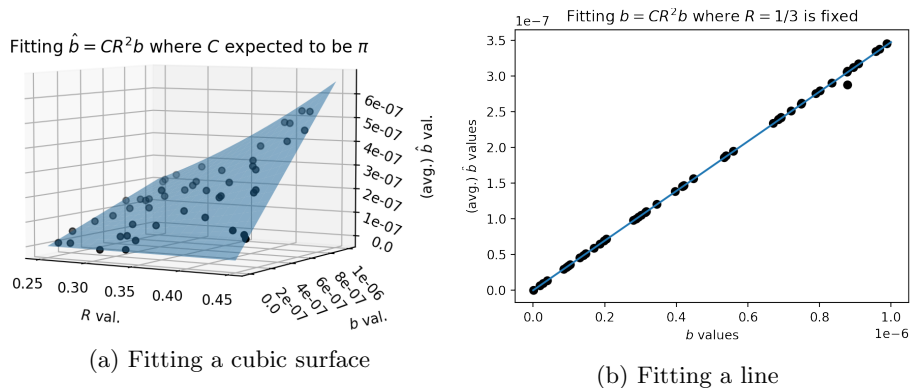 Fitting b̂ = CR²b where C expected to be π
6e-07
5e-07
4e-07
3e-07
2e-07
1e-07
0.0
(avg.) b̂ val.
0.25
0.30
0.35
0.40
0.45
R val.
0.0
2e-07
4e-07
6e-07
8e-07
1e-06
b val.
(a) Fitting a cubic surface
1e−7
Fitting b = CR²b where R = 1/3 is fixed
3.5
3.0
2.5
2.0
1.5
1.0
0.5
0.0
(avg.) b̂ values
0.0 0.2 0.4 0.6 0.8 1.0
1e−6
b values
(b) Fitting a line